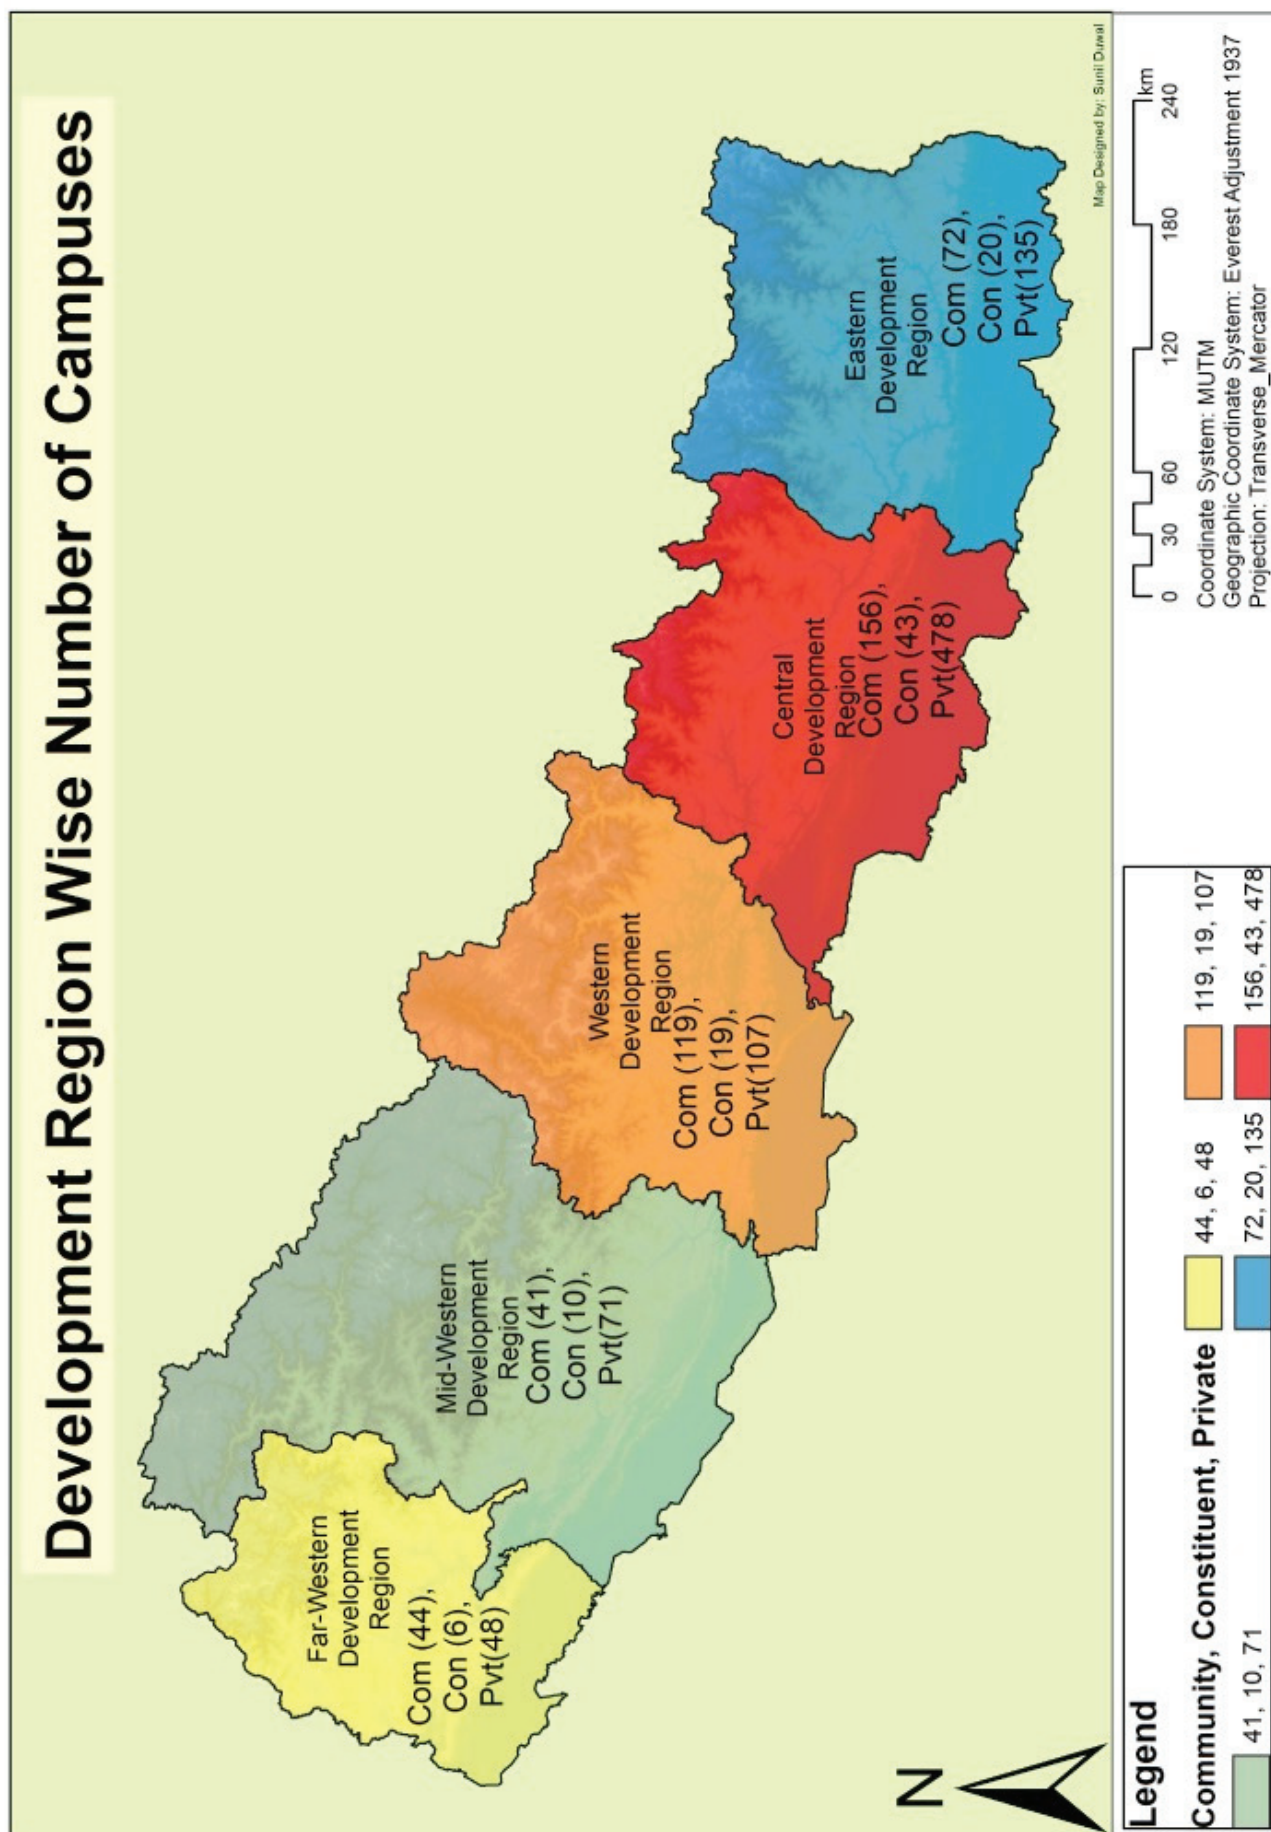 Development Region Wise Number of Campuses
Far-Western
Development
Region
Com (44),
Con (6),
Pvt(48)
Mid-Western
Development
Region
Com (41),
Con (10),
Pvt(71)
Western
Development
Region
Com (119),
Con (19),
Pvt(107)
Central
Development
Region
Com (156),
Con (43),
Pvt(478)
Eastern
Development
Region
Com (72),
Con (20),
Pvt(135)
N
Map Designed by: Sunil Duwal
Legend
Community, Constituent, Private
41, 10, 71
44, 6, 48
72, 20, 135
119, 19, 107
156, 43, 478
0 30 60 120 180 240
km
Coordinate System: MUTM
Geographic Coordinate System: Everest Adjustment 1937
Projection: Transverse_Mercator